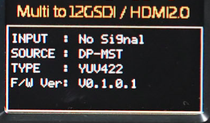 Multi to 12GSDI / HDMI2.0
INPUT : No Signal
SOURCE : DP-MST
TYPE : YUV422
F/W Ver: V0.1.0.1